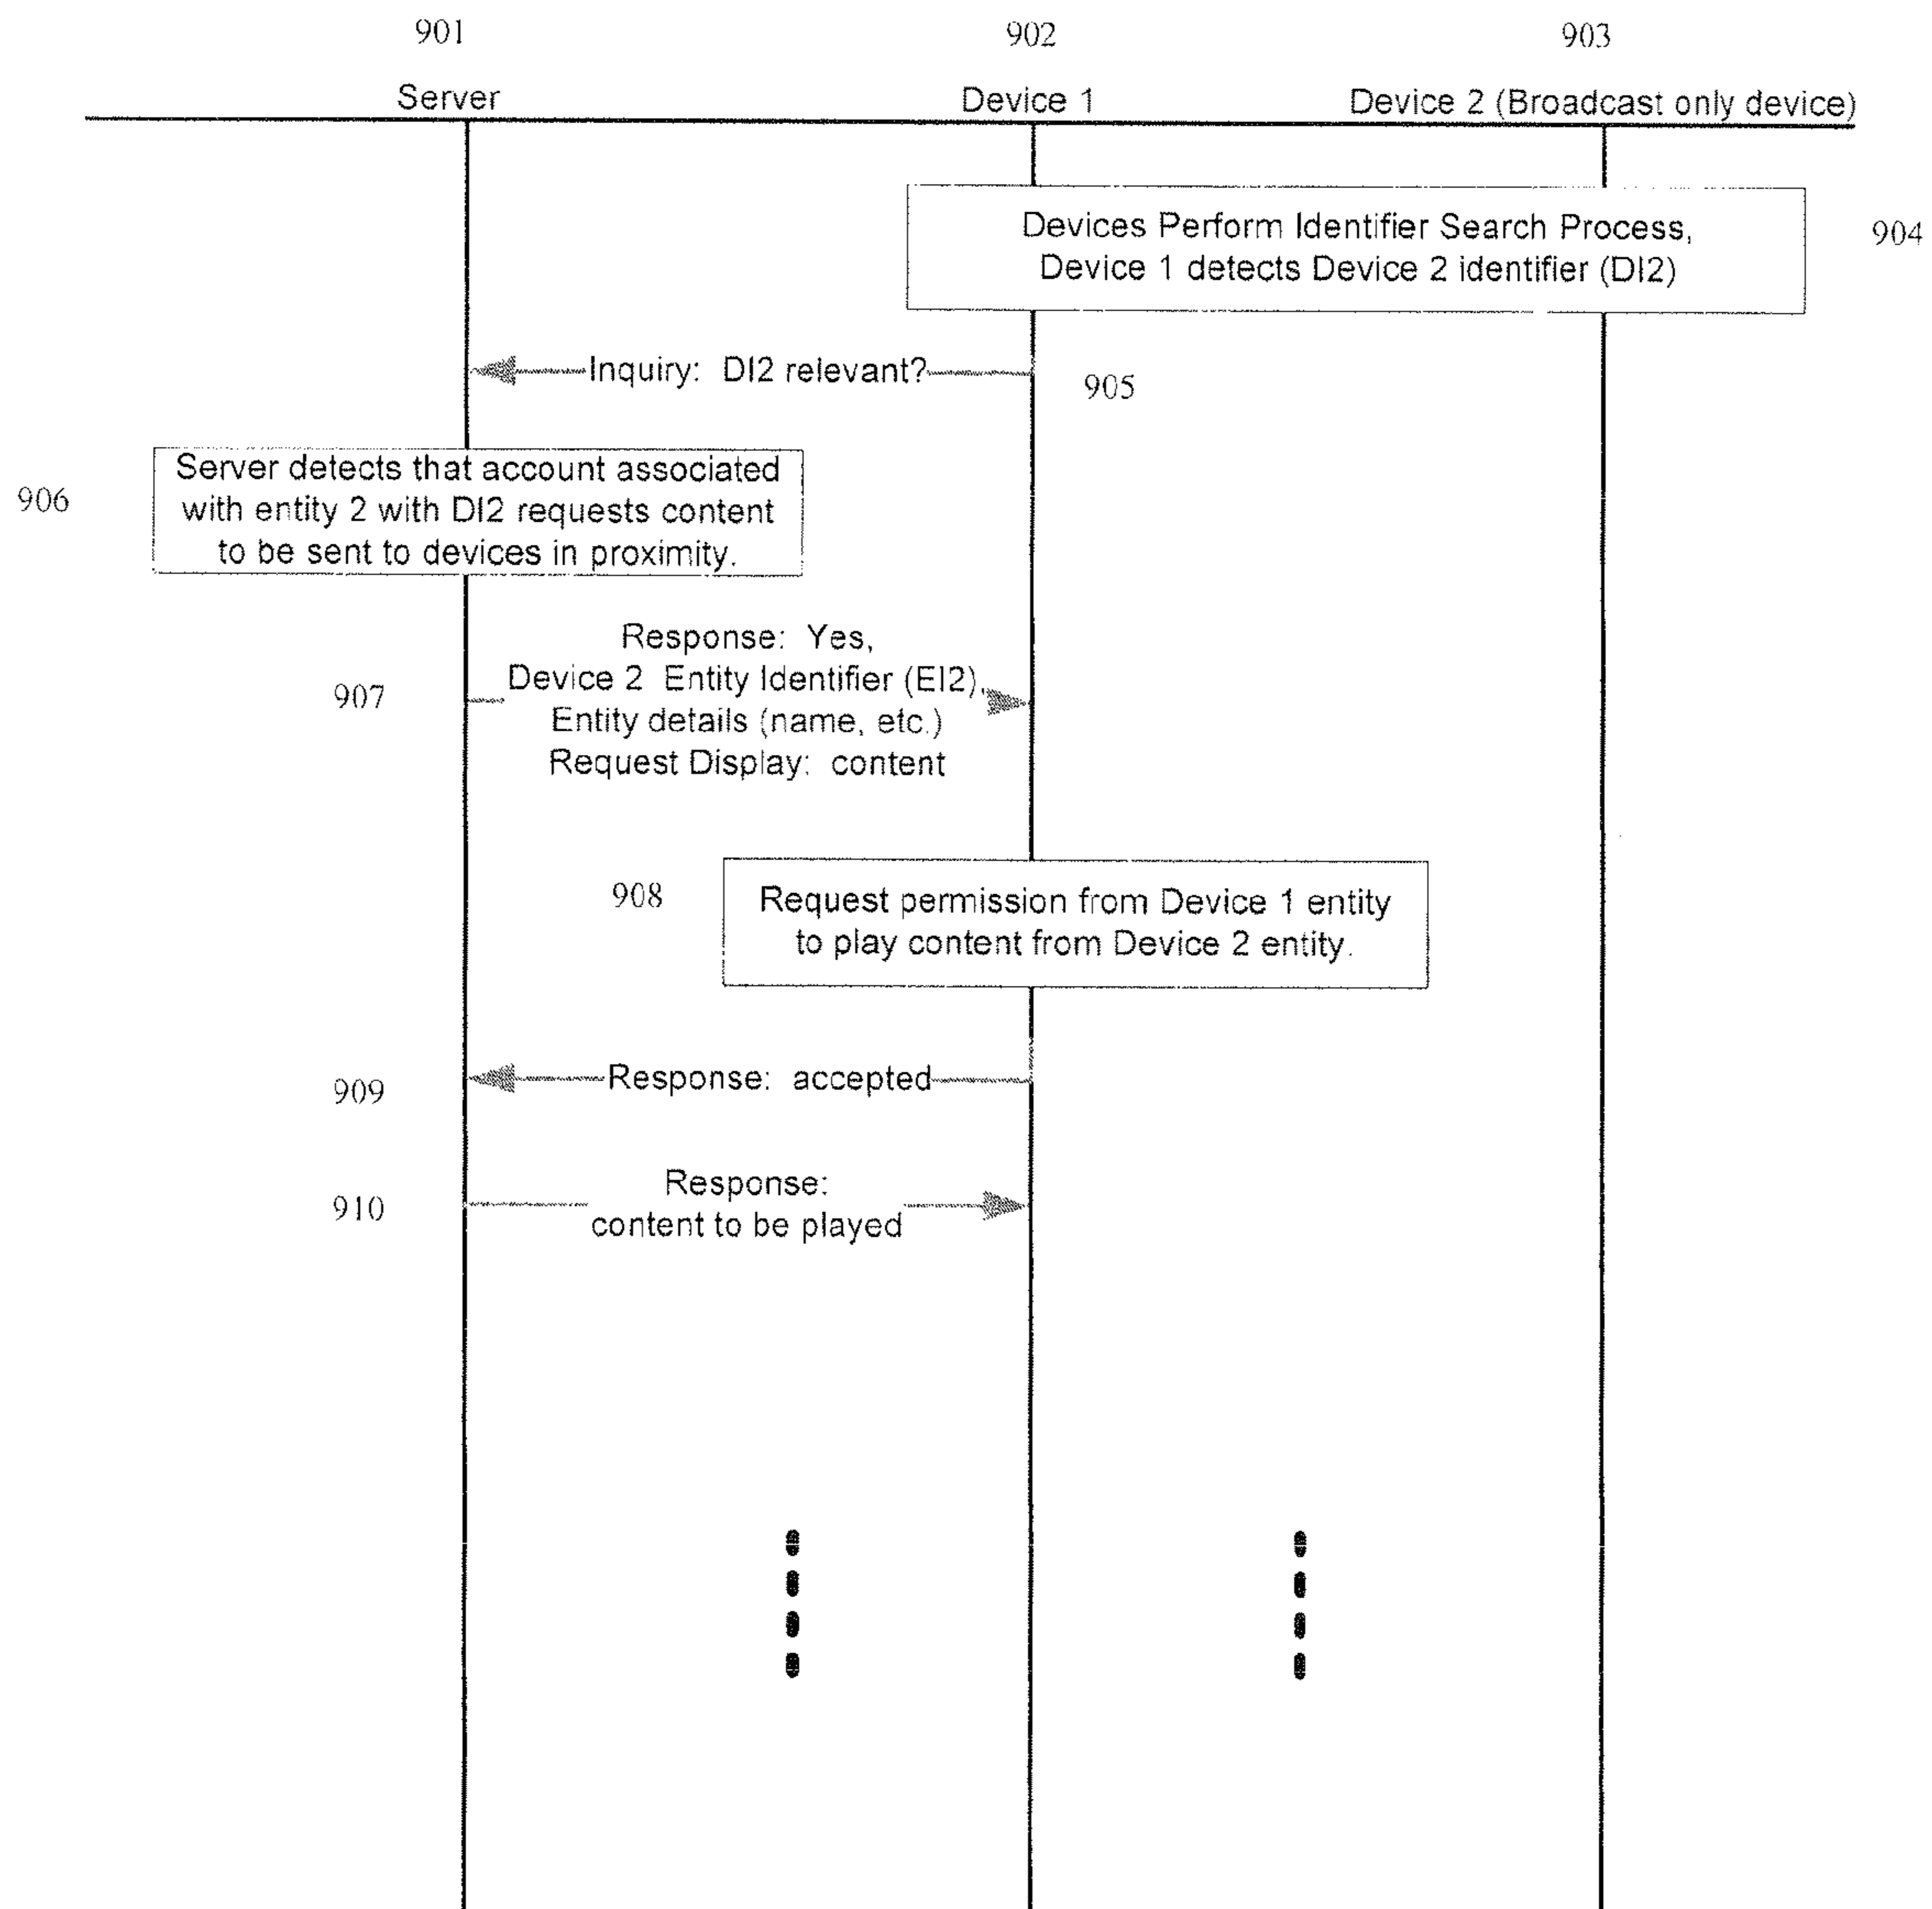 901
902
903
Server
Device 1
Device 2 (Broadcast only device)
Devices Perform Identifier Search Process,
Device 1 detects Device 2 identifier (DI2)
904
Inquiry: DI2 relevant?
905
906
Server detects that account associated
with entity 2 with DI2 requests content
to be sent to devices in proximity.
907
Response: Yes,
Device 2 Entity Identifier (EI2),
Entity details (name, etc.)
Request Display: content
908
Request permission from Device 1 entity
to play content from Device 2 entity.
909
Response: accepted
910
Response:
content to be played